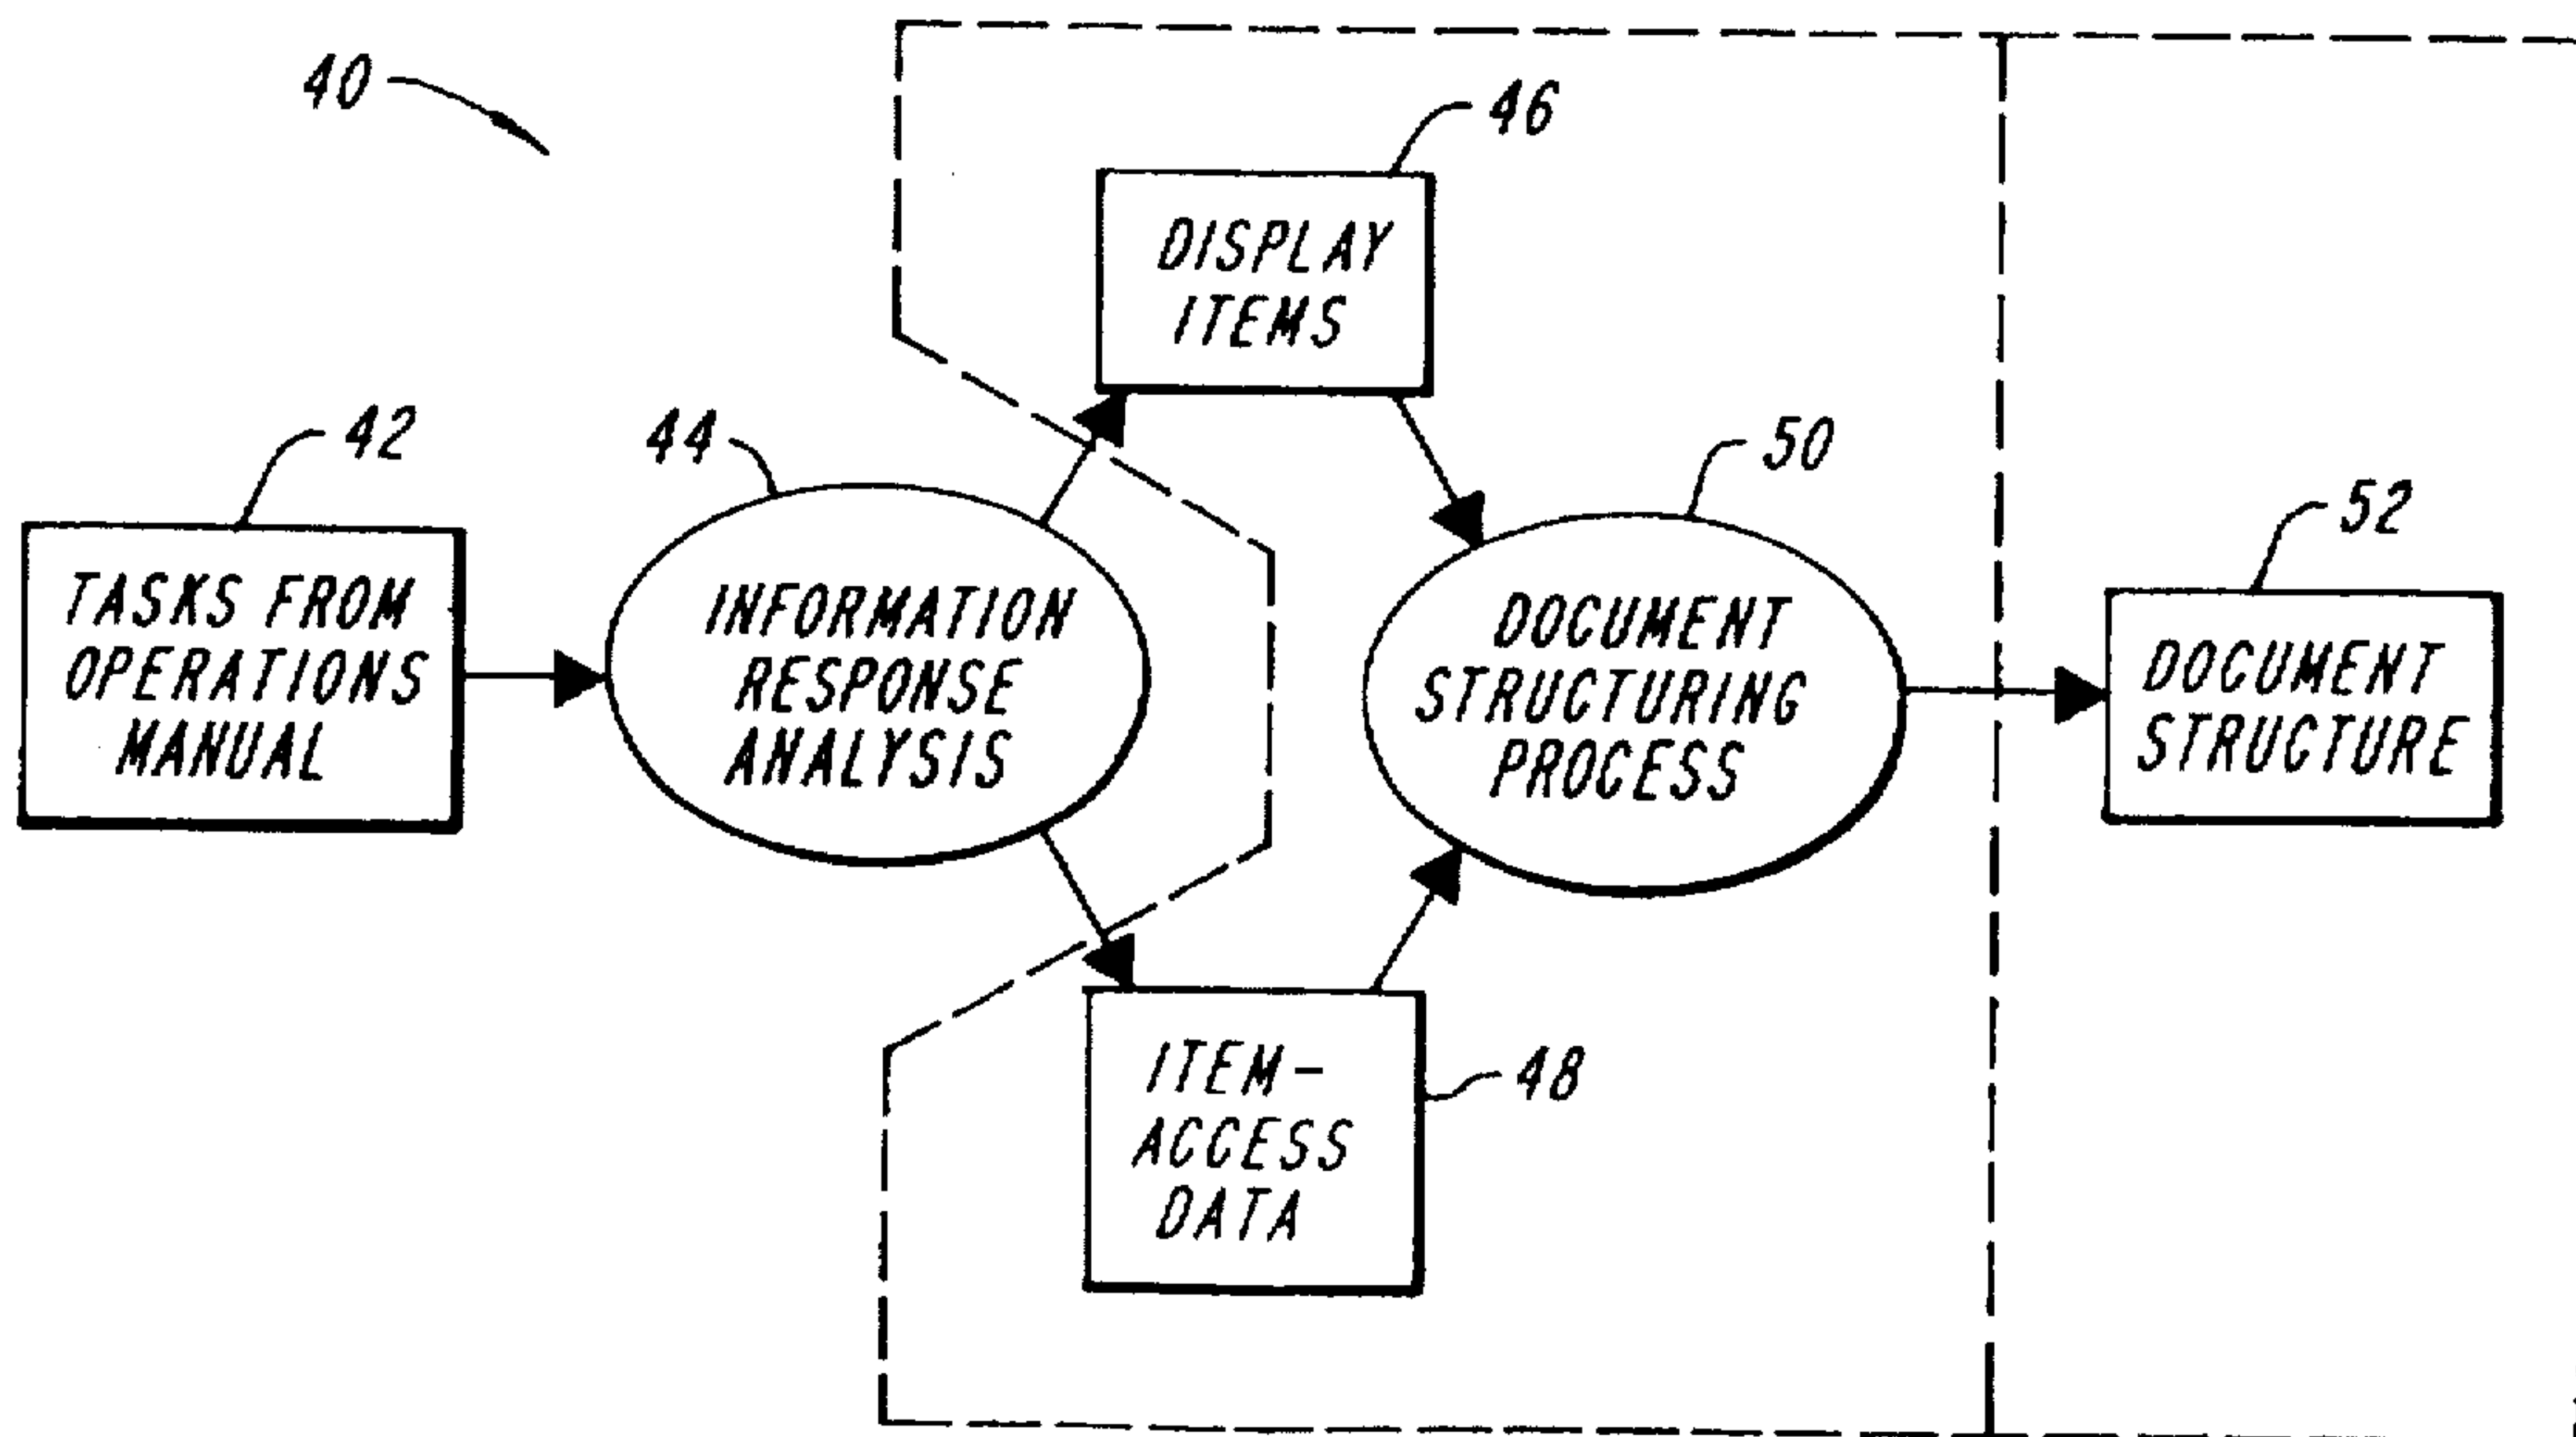 40
46
DISPLAY
ITEMS
42
44
50
52
TASKS FROM
OPERATIONS
MANUAL
INFORMATION
RESPONSE
ANALYSIS
DOCUMENT
STRUCTURING
PROCESS
DOCUMENT
STRUCTURE
48
ITEM-
ACCESS
DATA